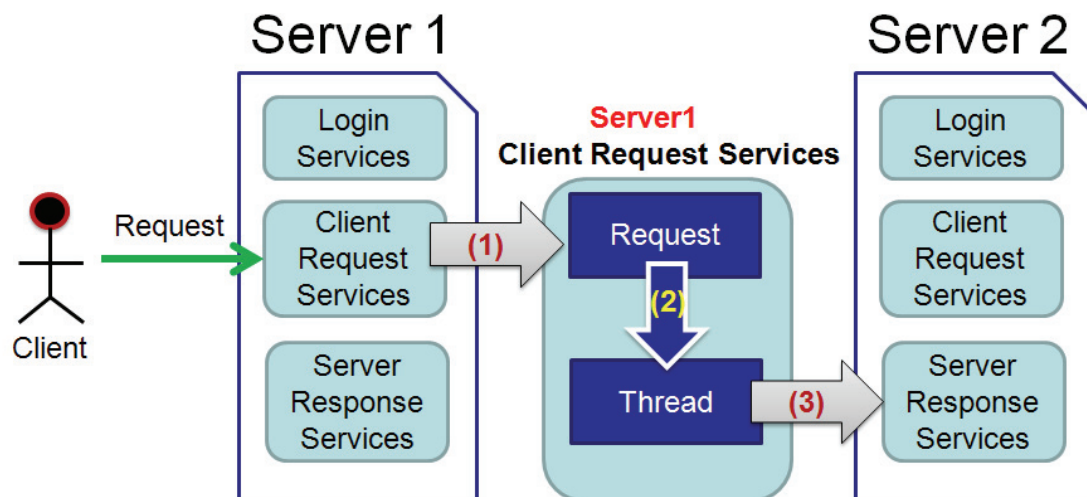 Server 1
Server 2
Login
Services
Server1
Client Request Services
Login
Services
Request
Client
Request
Services
(1)
Request
(2)
Client
Request
Services
Client
Server
Response
Services
Thread
(3)
Server
Response
Services